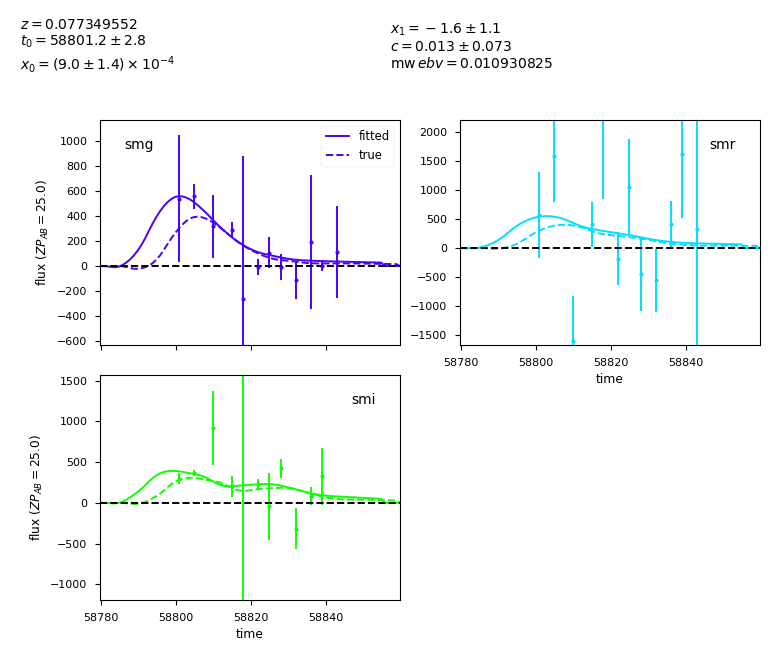 z = 0.077349552
t₀ = 58801.2 ± 2.8
x₀ = (9.0 ± 1.4) × 10⁻⁴
x₁ = −1.6 ± 1.1
c = 0.013 ± 0.073
mw ebv = 0.010930825
smg
fitted
true
flux (ZP_AB = 25.0)
1000
800
600
400
200
0
−200
−400
−600
smr
2000
1500
1000
500
0
−500
−1000
−1500
58780 58800 58820 58840
time
smi
flux (ZP_AB = 25.0)
1500
1000
500
0
−500
−1000
58780 58800 58820 58840
time